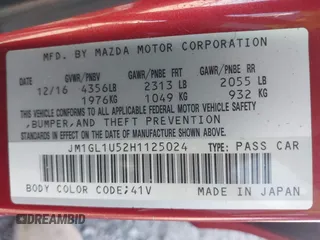 MFD. BY MAZDA MOTOR CORPORATION
GVWR/PNBV GAWR/PNBE FRT GAWR/PNBE RR
12/16 4356LB 2313 LB 2055 LB
1976KG 1049 KG 932 KG
THIS VEHICLE CONFORMS TO ALL APPLICABLE FEDERAL MOTOR VEHICLE SAFETY
,BUMPER,AND THEFT PREVENTION
STANDARDS IN EFFECT ON THE DATE OF MANUFACTURE SHOWN ABOVE.
JM1GL1U52H1125024 TYPE: PASS CAR
BODY COLOR CODE;41V MADE IN JAPAN
DREAMBID